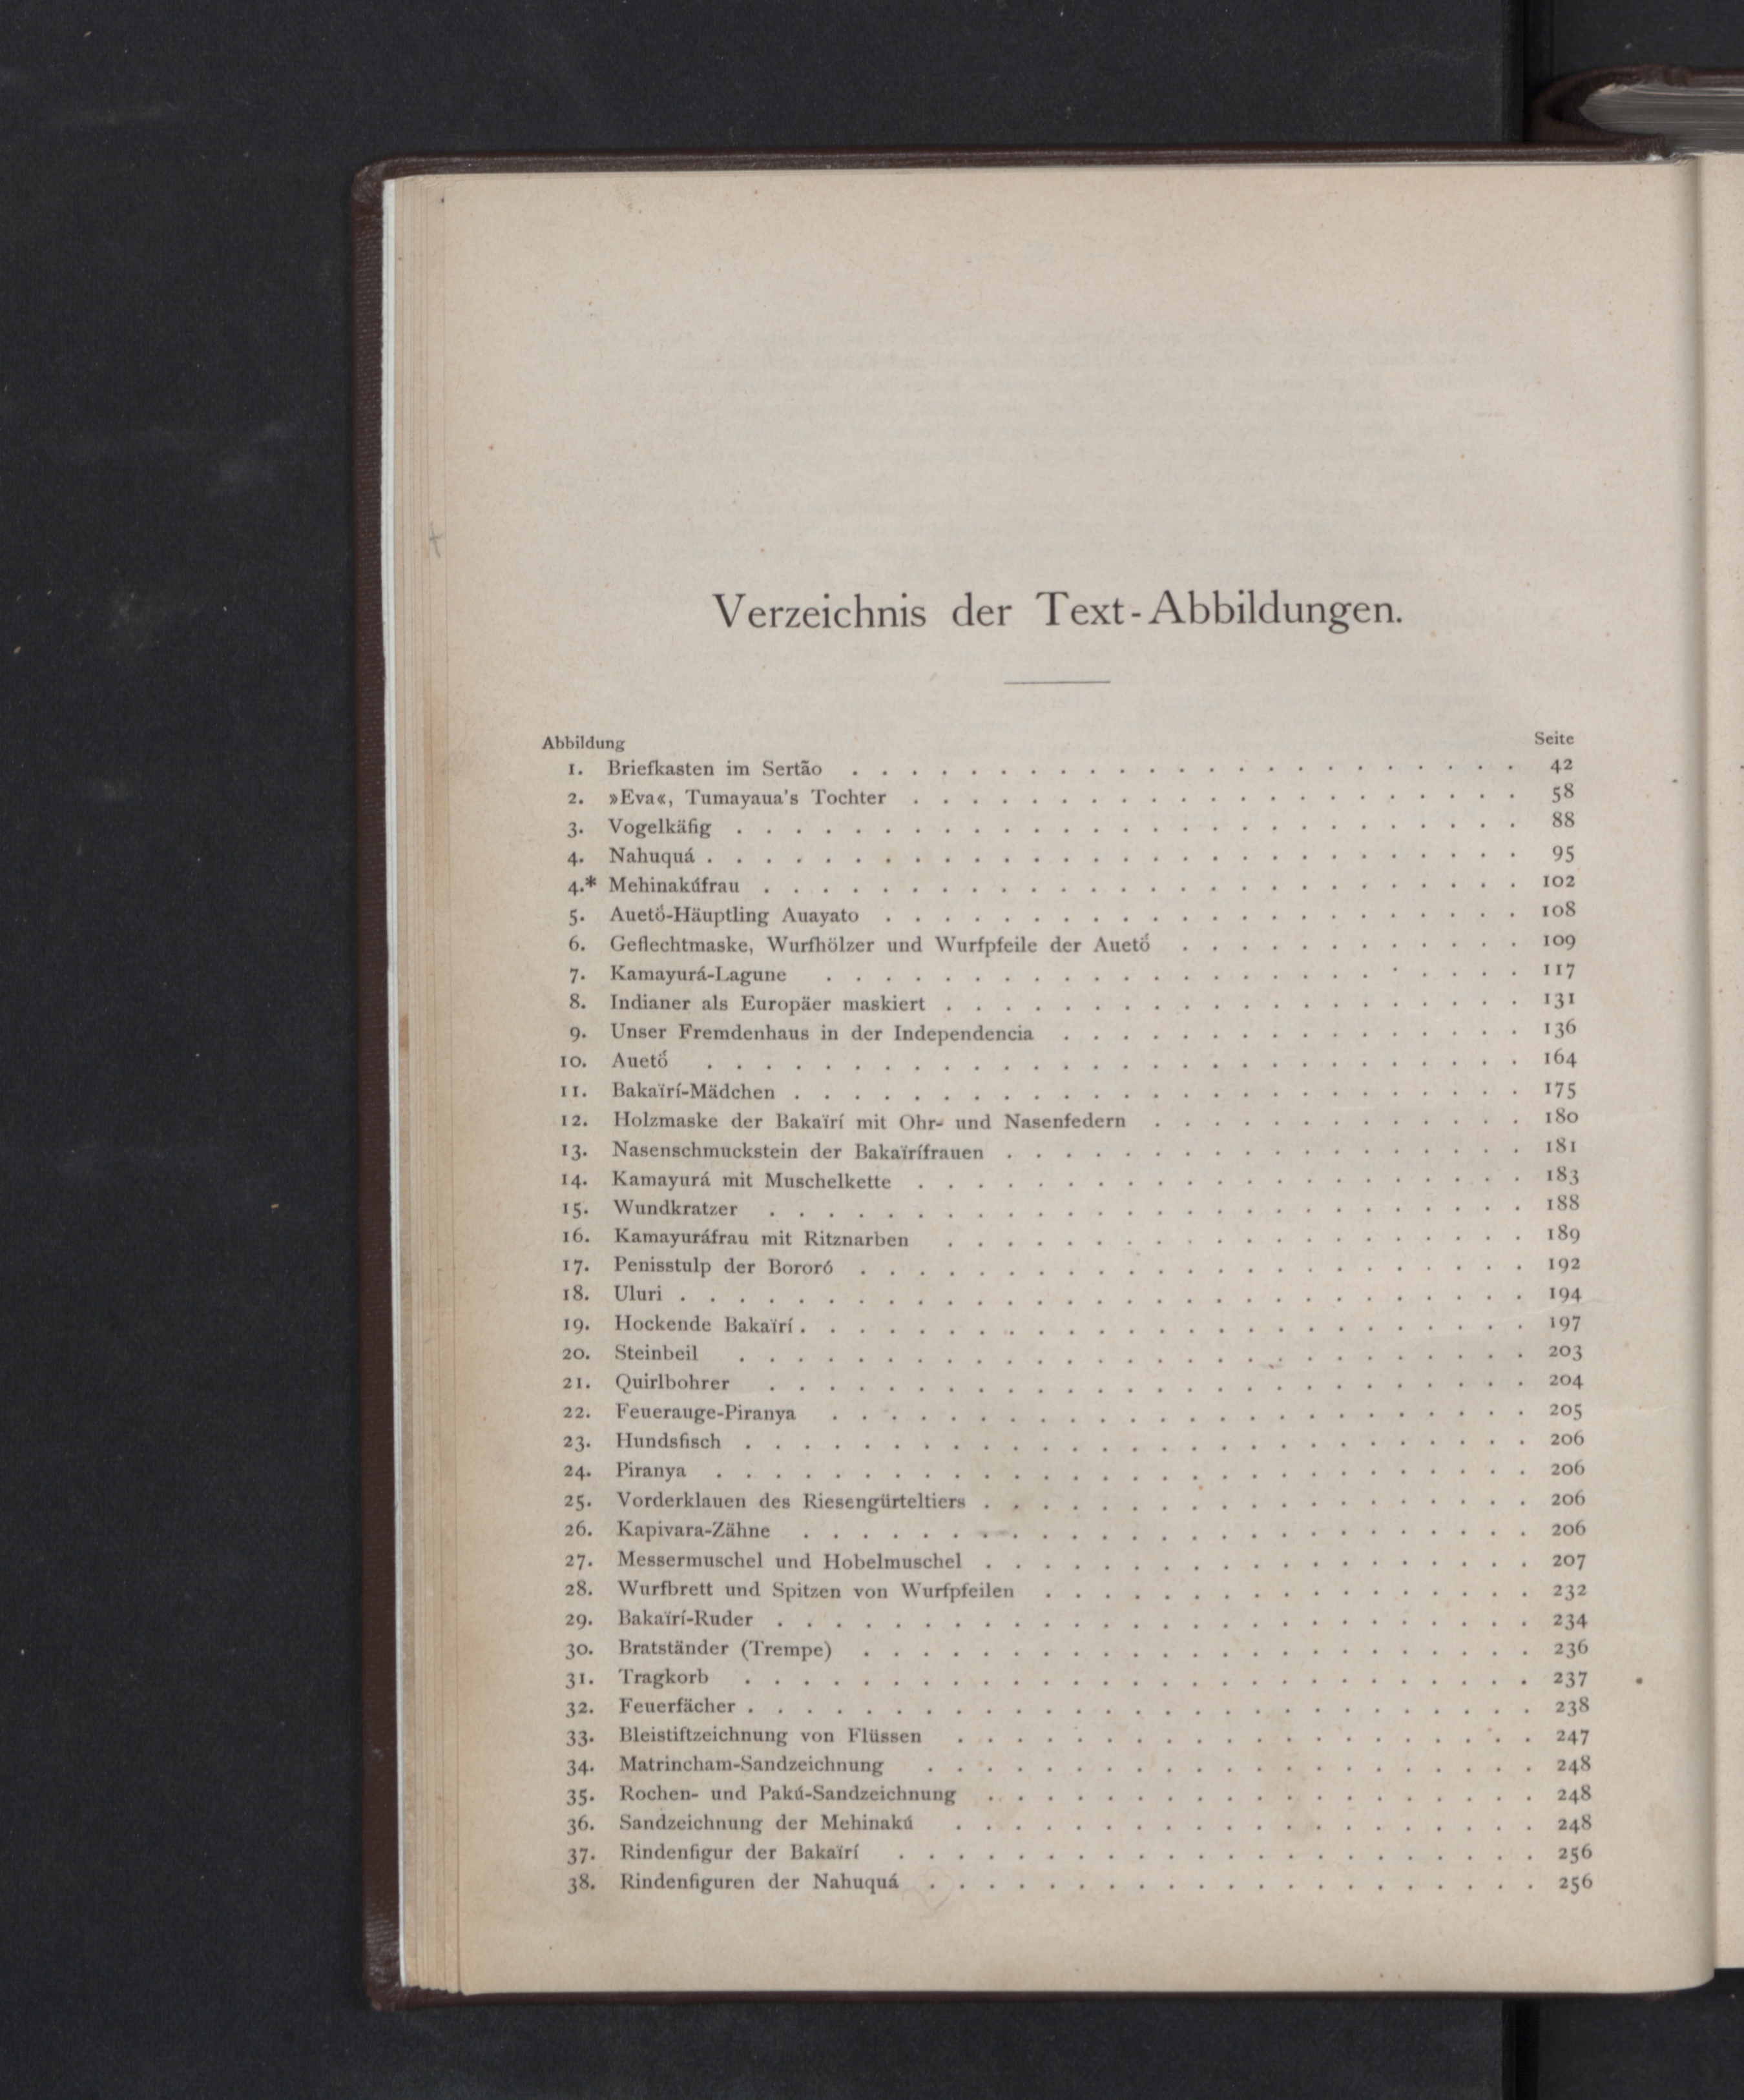 Verzeichnis der Text-Abbildungen.
Abbildung Seite
1. Briefkasten im Sertão . . . . . . . . . . . . . . . . . . . . . . . 42
2. »Eva«, Tumayaua's Tochter . . . . . . . . . . . . . . . . . . . . . 58
3. Vogelkäfig . . . . . . . . . . . . . . . . . . . . . . . . . . . 88
4. Nahuquá . . . . . . . . . . . . . . . . . . . . . . . . . . . . 95
4.* Mehinakúfrau . . . . . . . . . . . . . . . . . . . . . . . . . . 102
5. Auetö́-Häuptling Auayato . . . . . . . . . . . . . . . . . . . . . . 108
6. Geflechtmaske, Wurfhölzer und Wurfpfeile der Auetö́ . . . . . . . . . . . . 109
7. Kamayurá-Lagune . . . . . . . . . . . . . . . . . . . . . . . . 117
8. Indianer als Europäer maskiert . . . . . . . . . . . . . . . . . . . . 131
9. Unser Fremdenhaus in der Independencia . . . . . . . . . . . . . . . . 136
10. Auetö́ . . . . . . . . . . . . . . . . . . . . . . . . . . . . 164
11. Bakaïrí-Mädchen . . . . . . . . . . . . . . . . . . . . . . . . . 175
12. Holzmaske der Bakaïrí mit Ohr- und Nasenfedern . . . . . . . . . . . . . 180
13. Nasenschmuckstein der Bakaïrífrauen . . . . . . . . . . . . . . . . . . 181
14. Kamayurá mit Muschelkette . . . . . . . . . . . . . . . . . . . . . 183
15. Wundkratzer . . . . . . . . . . . . . . . . . . . . . . . . . . 188
16. Kamayuráfrau mit Ritznarben . . . . . . . . . . . . . . . . . . . . 189
17. Penisstulp der Bororó . . . . . . . . . . . . . . . . . . . . . . . 192
18. Uluri . . . . . . . . . . . . . . . . . . . . . . . . . . . . . 194
19. Hockende Bakaïrí . . . . . . . . . . . . . . . . . . . . . . . . . 197
20. Steinbeil . . . . . . . . . . . . . . . . . . . . . . . . . . . 203
21. Quirlbohrer . . . . . . . . . . . . . . . . . . . . . . . . . . 204
22. Feuerauge-Piranya . . . . . . . . . . . . . . . . . . . . . . . . 205
23. Hundsfisch . . . . . . . . . . . . . . . . . . . . . . . . . . . 206
24. Piranya . . . . . . . . . . . . . . . . . . . . . . . . . . . . 206
25. Vorderklauen des Riesengürteltiers . . . . . . . . . . . . . . . . . . . 206
26. Kapivara-Zähne . . . . . . . . . . . . . . . . . . . . . . . . . 206
27. Messermuschel und Hobelmuschel . . . . . . . . . . . . . . . . . . . 207
28. Wurfbrett und Spitzen von Wurfpfeilen . . . . . . . . . . . . . . . . . 232
29. Bakaïrí-Ruder . . . . . . . . . . . . . . . . . . . . . . . . . . 234
30. Bratständer (Trempe) . . . . . . . . . . . . . . . . . . . . . . . 236
31. Tragkorb . . . . . . . . . . . . . . . . . . . . . . . . . . . 237
32. Feuerfächer . . . . . . . . . . . . . . . . . . . . . . . . . . . 238
33. Bleistiftzeichnung von Flüssen . . . . . . . . . . . . . . . . . . . . 247
34. Matrincham-Sandzeichnung . . . . . . . . . . . . . . . . . . . . . 248
35. Rochen- und Pakú-Sandzeichnung . . . . . . . . . . . . . . . . . . . 248
36. Sandzeichnung der Mehinakú . . . . . . . . . . . . . . . . . . . . 248
37. Rindenfigur der Bakaïrí . . . . . . . . . . . . . . . . . . . . . . 256
38. Rindenfiguren der Nahuquá . . . . . . . . . . . . . . . . . . . . . 256